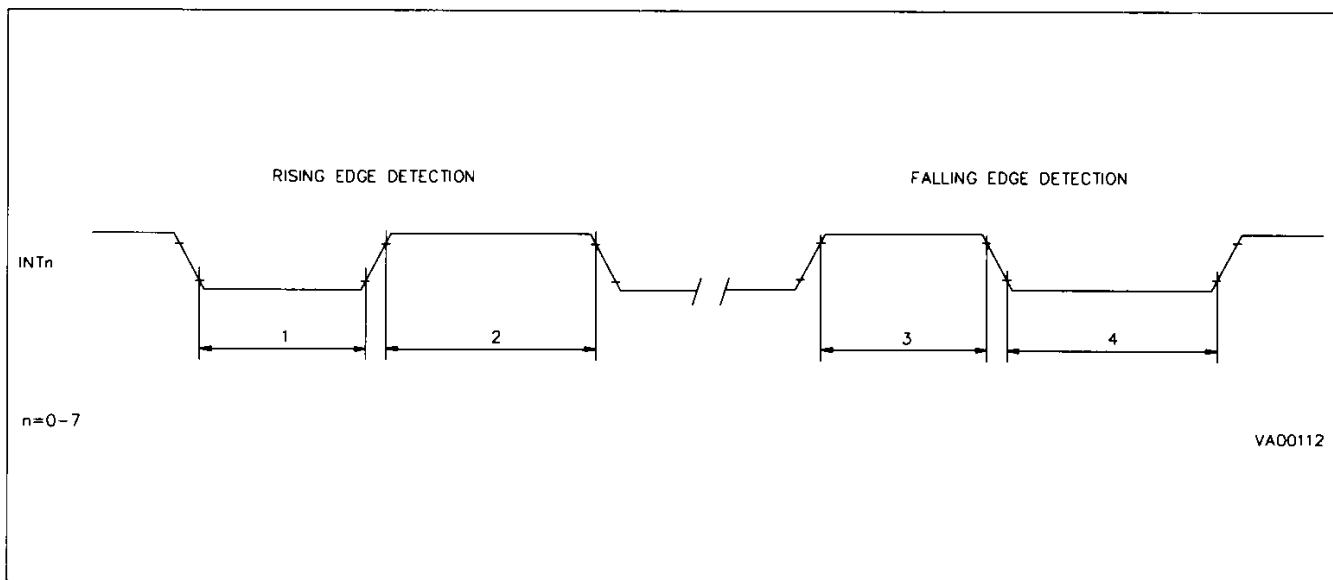 RISING EDGE DETECTION
FALLING EDGE DETECTION
INTn
1
2
3
4
n=0-7
VA00112